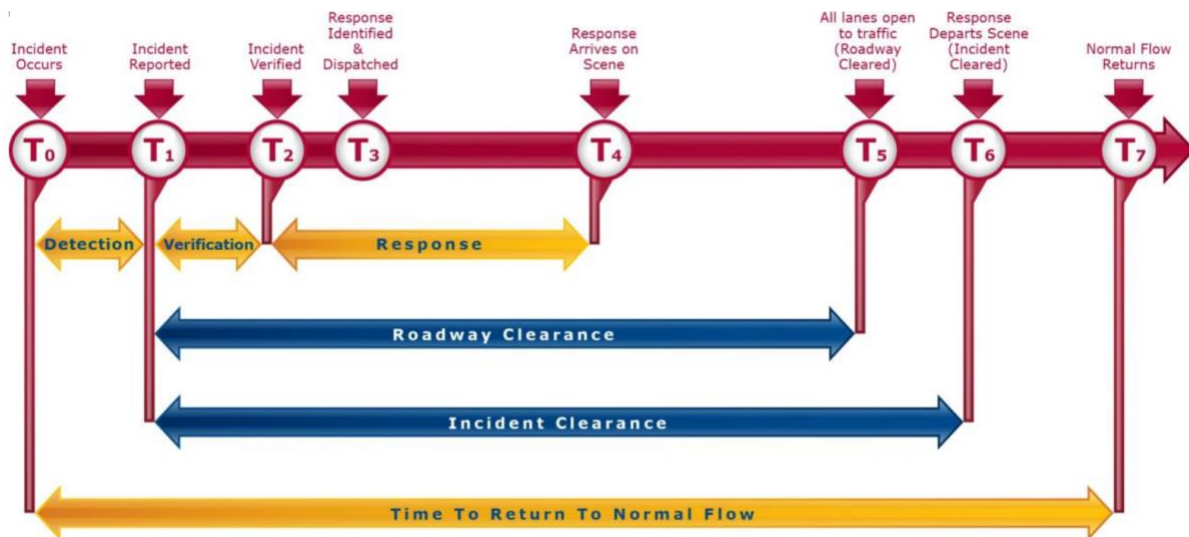 Incident
Occurs
Incident
Reported
Incident
Verified
Response
Identified
&
Dispatched
Response
Arrives on
Scene
All lanes open
to traffic
(Roadway
Cleared)
Response
Departs Scene
(Incident
Cleared)
Normal Flow
Returns
T0
T1
T2
T3
T4
T5
T6
T7
Detection
Verification
Response
Roadway Clearance
Incident Clearance
Time To Return To Normal Flow